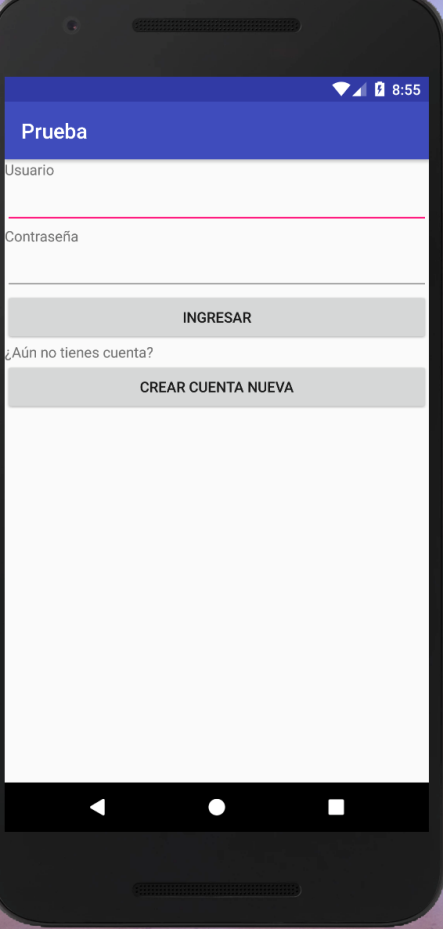 8:55
Prueba
Usuario
Contraseña
INGRESAR
¿Aún no tienes cuenta?
CREAR CUENTA NUEVA